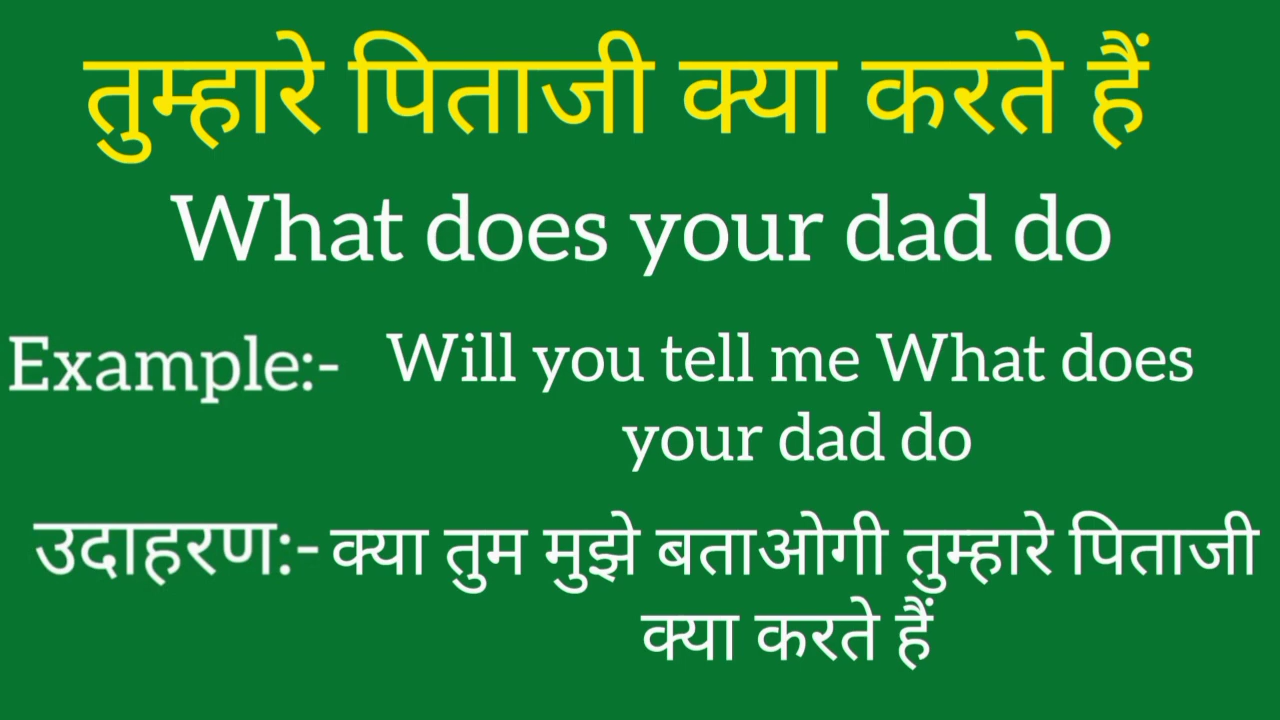 तुम्हारे पिताजी क्या करते हैं
What does your dad do
Example:- Will you tell me What does
your dad do
उदाहरण:- क्या तुम मुझे बताओगी तुम्हारे पिताजी
क्या करते हैं